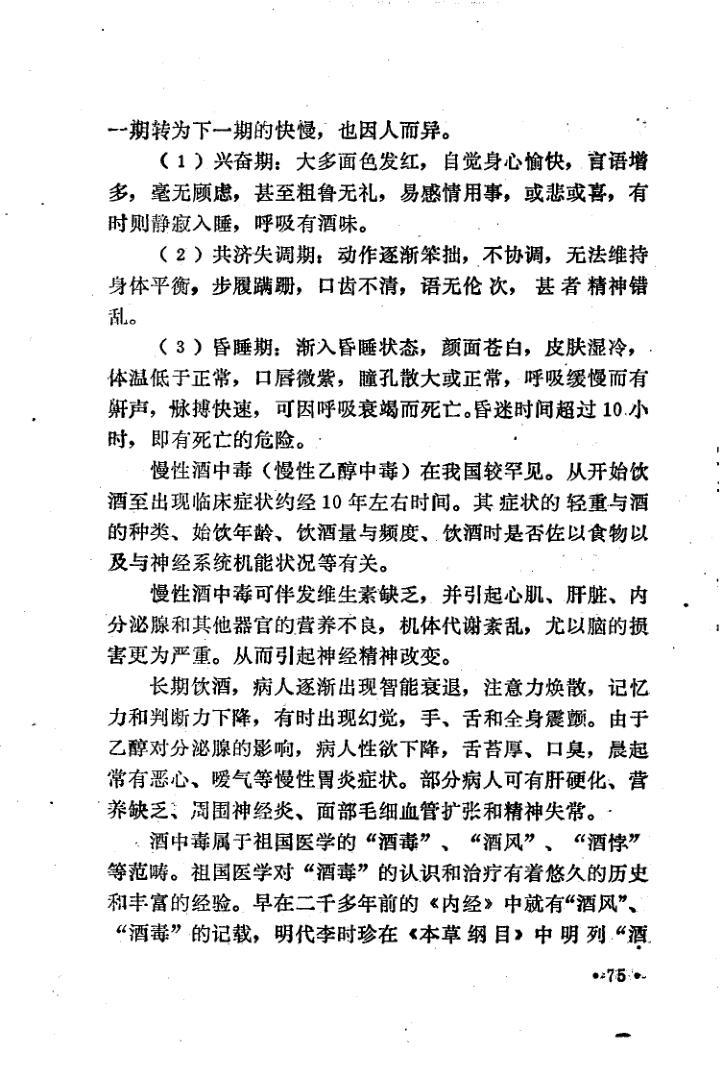 一期转为下一期的快慢，也因人而异。
（1）兴奋期：大多面色发红，自觉身心愉快，言语增
多，毫无顾虑，甚至粗鲁无礼，易感情用事，或悲或喜，有
时则静寂入睡，呼吸有酒味。
（2）共济失调期：动作逐渐笨拙，不协调，无法维持
身体平衡，步履蹒跚，口齿不清，语无伦次，甚者精神错
乱。
（3）昏睡期：渐入昏睡状态，颜面苍白，皮肤湿冷，
体温低于正常，口唇微紫，瞳孔散大或正常，呼吸缓慢而有
鼾声，脉搏快速，可因呼吸衰竭而死亡。昏迷时间超过10小
时，即有死亡的危险。
慢性酒中毒（慢性乙醇中毒）在我国较罕见。从开始饮
酒至出现临床症状约经10年左右时间。其症状的轻重与酒
的种类、始饮年龄、饮酒量与频度、饮酒时是否佐以食物以
及与神经系统机能状况等有关。
慢性酒中毒可伴发维生素缺乏，并引起心肌、肝脏、内
分泌腺和其他器官的营养不良，机体代谢紊乱，尤以脑的损
害更为严重。从而引起神经精神改变。
长期饮酒，病人逐渐出现智能衰退，注意力焕散，记忆
力和判断力下降，有时出现幻觉，手、舌和全身震颤。由于
乙醇对分泌腺的影响，病人性欲下降，舌苔厚、口臭，晨起
常有恶心、嗳气等慢性胃炎症状。部分病人可有肝硬化、营
养缺乏、周围神经炎、面部毛细血管扩张和精神失常。
酒中毒属于祖国医学的“酒毒”、“酒风”、“酒悖”
等范畴。祖国医学对“酒毒”的认识和治疗有着悠久的历史
和丰富的经验。早在二千多年前的《内经》中就有“酒风”、
“酒毒”的记载，明代李时珍在《本草纲目》中明列“酒
•75•